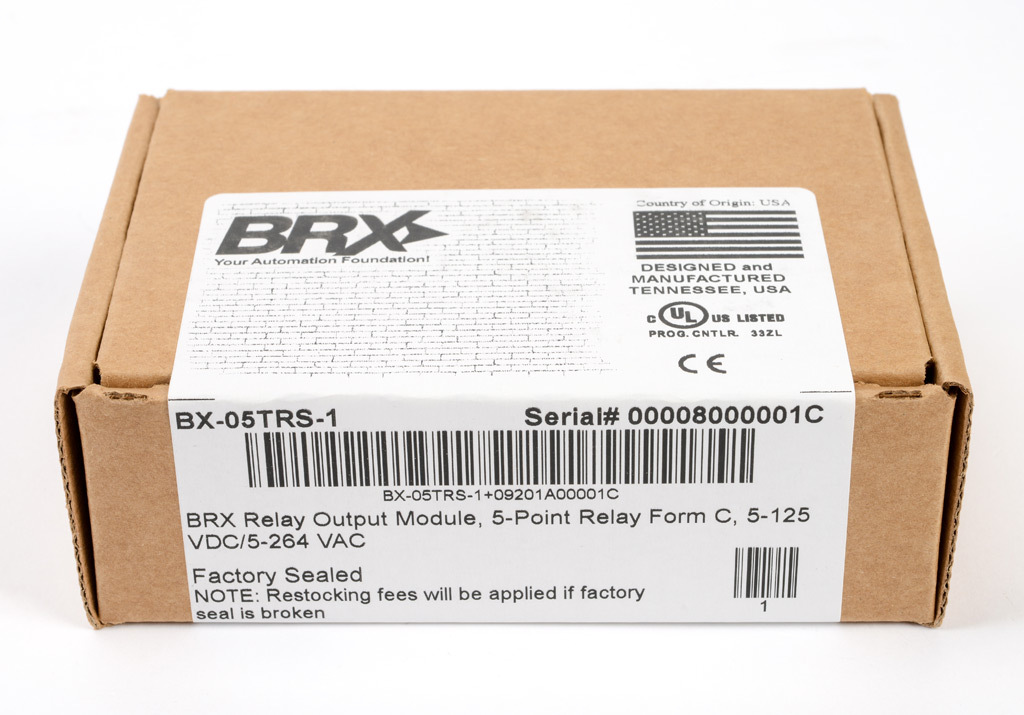 BRX
Your Automation Foundation!
Country of Origin: USA
DESIGNED and
MANUFACTURED
TENNESSEE, USA
C UL US LISTED
PROG. CNTLR. 33ZL
CE
BX-05TRS-1 Serial# 00008000001C
BX-05TRS-1+09201A00001C
BRX Relay Output Module, 5-Point Relay Form C, 5-125
VDC/5-264 VAC
Factory Sealed
NOTE: Restocking fees will be applied if factory
seal is broken
1